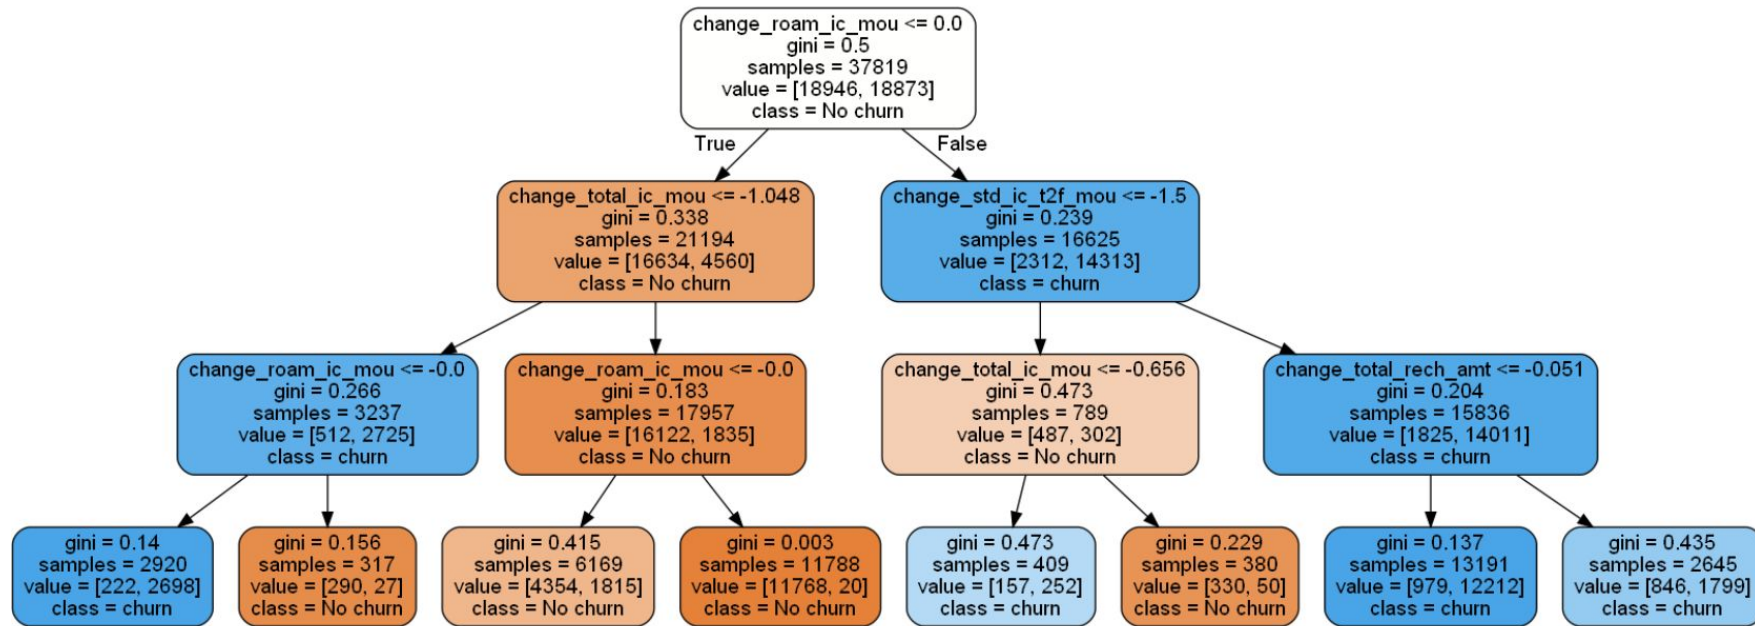 change_roam_ic_mou <= 0.0
gini = 0.5
samples = 37819
value = [18946, 18873]
class = No churn
True
False
change_total_ic_mou <= -1.048
gini = 0.338
samples = 21194
value = [16634, 4560]
class = No churn
change_std_ic_t2f_mou <= -1.5
gini = 0.239
samples = 16625
value = [2312, 14313]
class = churn
change_roam_ic_mou <= -0.0
gini = 0.266
samples = 3237
value = [512, 2725]
class = churn
change_roam_ic_mou <= -0.0
gini = 0.183
samples = 17957
value = [16122, 1835]
class = No churn
change_total_ic_mou <= -0.656
gini = 0.473
samples = 789
value = [487, 302]
class = No churn
change_total_rech_amt <= -0.051
gini = 0.204
samples = 15836
value = [1825, 14011]
class = churn
gini = 0.14
samples = 2920
value = [222, 2698]
class = churn
gini = 0.156
samples = 317
value = [290, 27]
class = No churn
gini = 0.415
samples = 6169
value = [4354, 1815]
class = No churn
gini = 0.003
samples = 11788
value = [11768, 20]
class = No churn
gini = 0.473
samples = 409
value = [157, 252]
class = churn
gini = 0.229
samples = 380
value = [330, 50]
class = No churn
gini = 0.137
samples = 13191
value = [979, 12212]
class = churn
gini = 0.435
samples = 2645
value = [846, 1799]
class = churn